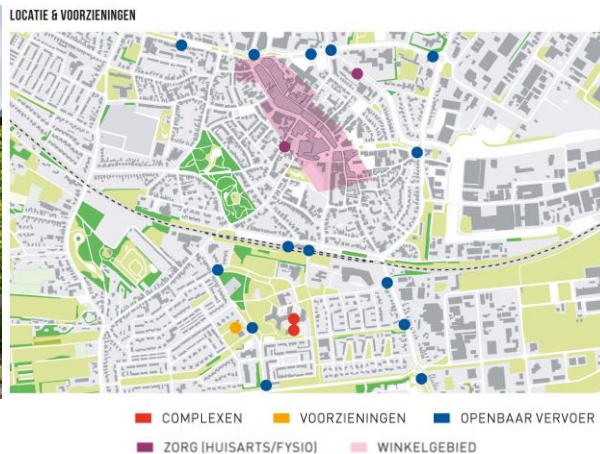 LOCATIE & VOORZIENINGEN
COMPLEXEN
VOORZIENINGEN
OPENBAAR VERVOER
ZORG (HUISARTS/FYSIO)
WINKELGEBIED